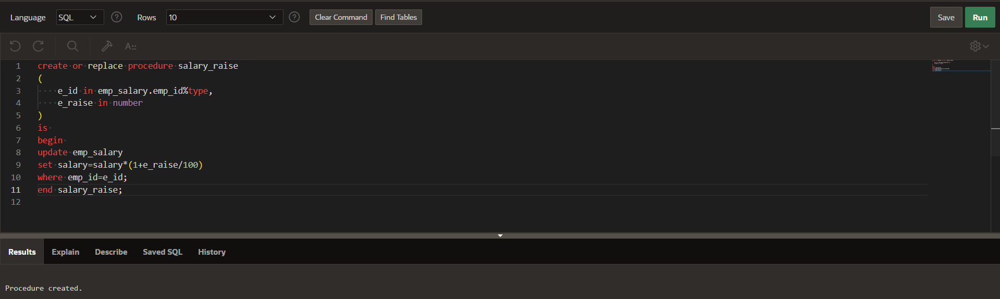 Language SQL ? Rows 10 ? Clear Command Find Tables Save Run
A
1 create or replace procedure salary_raise
2 (
3 e_id in emp_salary.emp_id%type,
4 e_raise in number
5 )
6 is
7 begin
8 update emp_salary
9 set salary=salary*(1+e_raise/100)
10 where emp_id=e_id;
11 end salary_raise;
12
Results Explain Describe Saved SQL History
Procedure created.